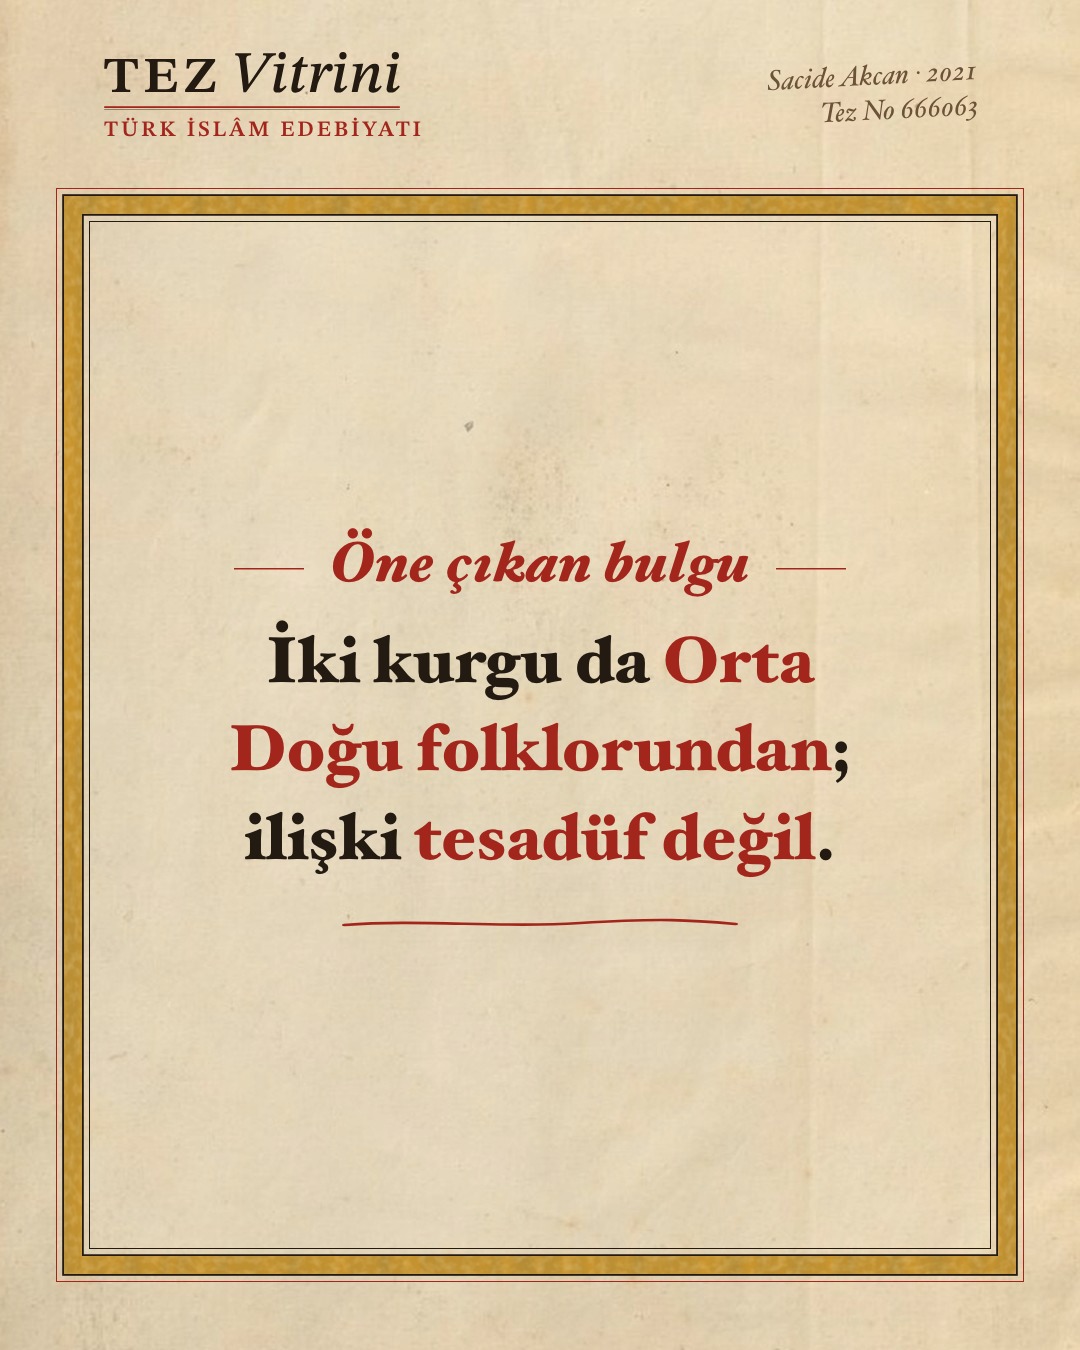 TEZ Vitrini
TÜRK İSLÂM EDEBİYATI
Sacide Akcan · 2021
Tez No 666063
Öne çıkan bulgu
İki kurgu da Orta
Doğu folklorundan;
ilişki tesadüf değil.